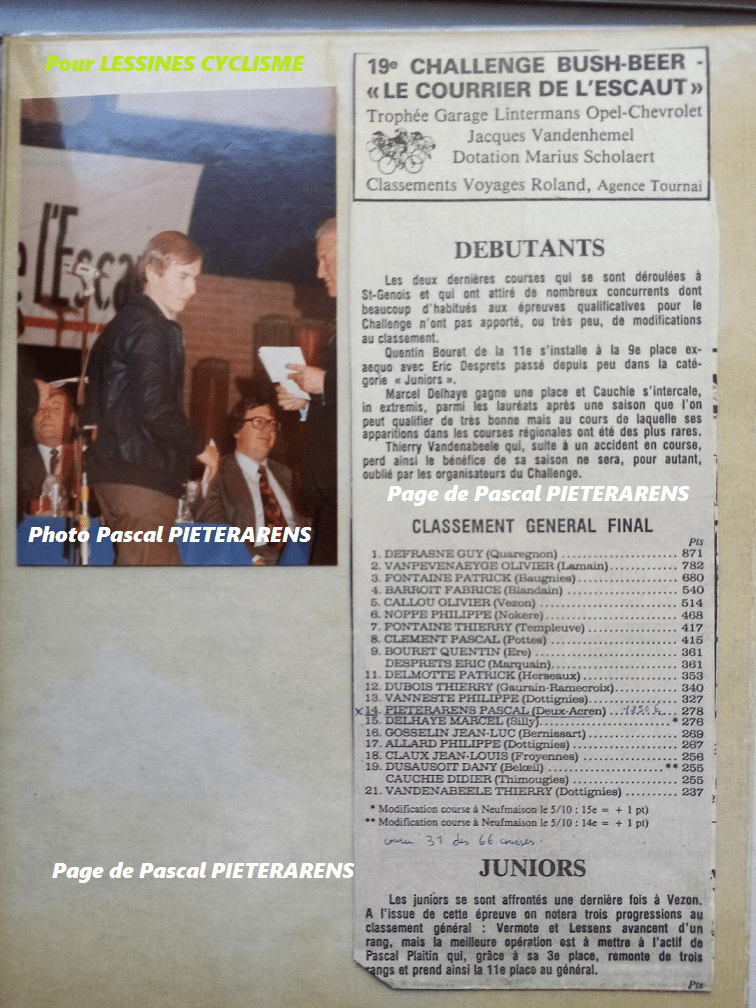 Pour LESSINES CYCLISME
l'Esca
Photo Pascal PIETERARENS
19e CHALLENGE BUSH-BEER -
« LE COURRIER DE L'ESCAUT »
Trophée Garage Lintermans Opel-Chevrolet
Jacques Vandenhemel
Dotation Marius Scholaert
Classements Voyages Roland, Agence Tournai
DEBUTANTS
Les deux dernières courses qui se sont déroulées à
St-Genois et qui ont attiré de nombreux concurrents dont
beaucoup d'habitués aux épreuves qualificatives pour le
Challenge n'ont pas apporté, ou très peu, de modifications
au classement.
Quentin Bouret de la 11e s'installe à la 9e place ex-
aequo avec Eric Desprets passé depuis peu dans la caté-
gorie « Juniors ».
Marcel Delhaye gagne une place et Cauchie s'intercale,
in extremis, parmi les lauréats après une saison que l'on
peut qualifier de très bonne mais au cours de laquelle ses
apparitions dans les courses régionales ont été des plus rares.
Thierry Vandenabeele qui, suite à un accident en course,
perd ainsi le bénéfice de sa saison ne sera, pour autant,
oublié par les organisateurs du Challenge.
Page de Pascal PIETERARENS
CLASSEMENT GENERAL FINAL
Pts
1. DEFRASNE GUY (Quaregnon) .................... 871
2. VANPEVENAEYGE OLIVIER (Lamain)............ 782
3. FONTAINE PATRICK (Baugnies).................. 680
4. BARROIT FABRICE (Blandain) .................... 540
5. CALLOU OLIVIER (Vezon)......................... 514
6. NOPPE PHILIPPE (Nokere)........................ 468
7. FONTAINE THIERRY (Templeuve)................ 417
8. CLEMENT PASCAL (Pottes) ....................... 415
9. BOURET QUENTIN (Ere) .......................... 361
DESPRETS ERIC (Marquain)....................... 361
11. DELMOTTE PATRICK (Herseaux)................ 353
12. DUBOIS THIERRY (Gaurain-Ramecroix)........... 340
13. VANNESTE PHILIPPE (Dottignies)............... 327
x 14. PIETERARENS PASCAL (Deux-Acren) .... 278
15. DELHAYE MARCEL (Silly)....................... * 276
16. GOSSELIN JEAN-LUC (Bernissart) ............... 269
17. ALLARD PHILIPPE (Dottignies) .................. 267
18. CLAUX JEAN-LOUIS (Froyennes) ................ 256
19. DUSAUSOIT DANY (Belœil) .................... ** 255
CAUCHIE DIDIER (Thimougies) .................. 255
21. VANDENABEELE THIERRY (Dottignies) .......... 237
* Modification course à Neufmaison le 5/10 : 15e = + 1 pt)
** Modification course à Neufmaison le 5/10 : 14e = + 1 pt)
couru 31 des 66 courses
Page de Pascal PIETERARENS
JUNIORS
Les juniors se sont affrontés une dernière fois à Vezon.
A l'issue de cette épreuve on notera trois progressions au
classement général : Vermote et Lessens avancent d'un
rang, mais la meilleure opération est à mettre à l'actif de
Pascal Plaitin qui, grâce à sa 3e place, remonte de trois
rangs et prend ainsi la 11e place au général.
Pts